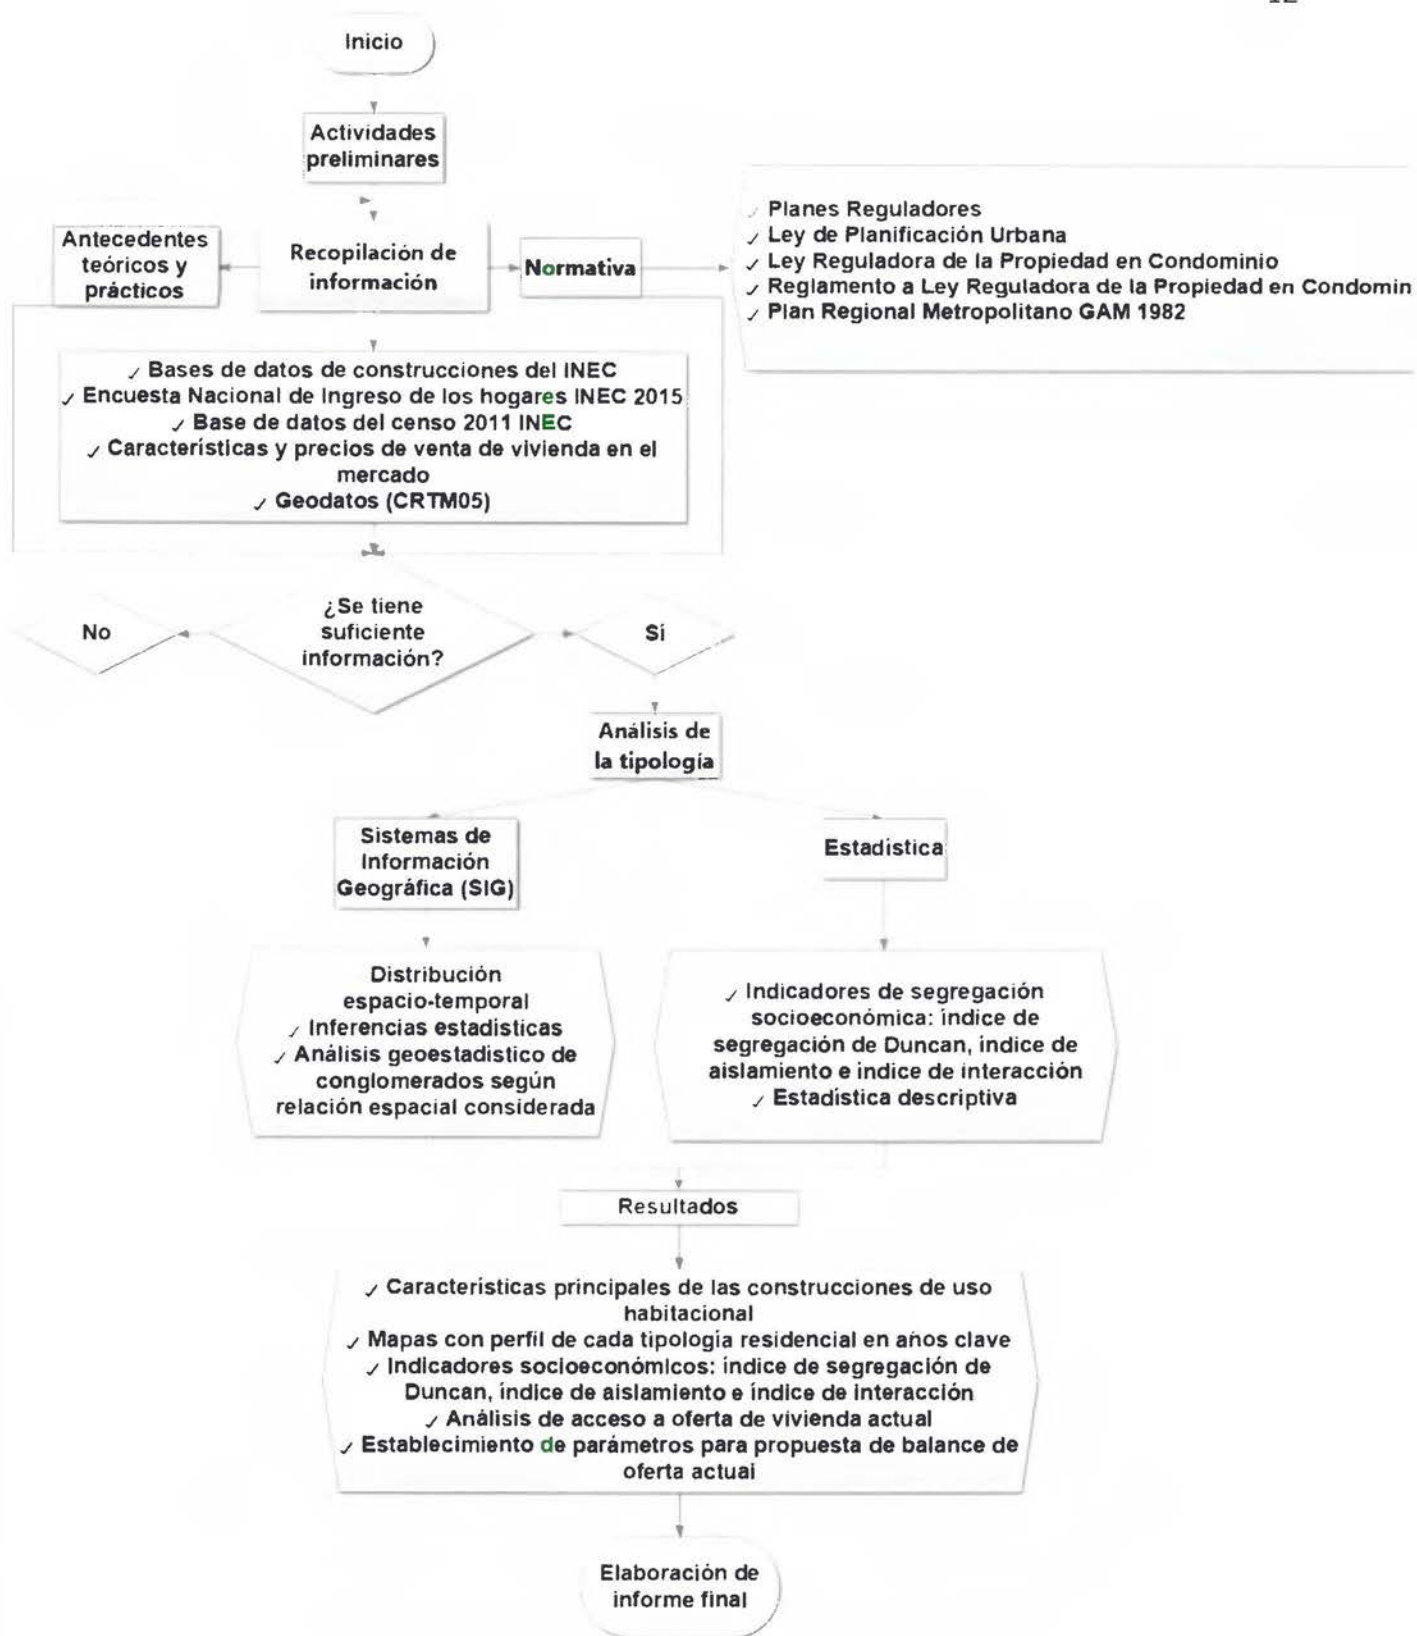 Inicio
Actividades
preliminares
Antecedentes
teóricos y
prácticos
Recopilación de
información
Normativa
✓ Planes Reguladores
✓ Ley de Planificación Urbana
✓ Ley Reguladora de la Propiedad en Condominio
✓ Reglamento a Ley Reguladora de la Propiedad en Condomin
✓ Plan Regional Metropolitano GAM 1982
✓ Bases de datos de construcciones del INEC
✓ Encuesta Nacional de Ingreso de los hogares INEC 2015
✓ Base de datos del censo 2011 INEC
✓ Características y precios de venta de vivienda en el
mercado
✓ Geodatos (CRTM05)
¿Se tiene
suficiente
información?
No
Sí
Análisis de
la tipología
Sistemas de
Información
Geográfica (SIG)
Estadística
Distribución
espacio-temporal
✓ Inferencias estadísticas
✓ Análisis geoestadístico de
conglomerados según
relación espacial considerada
✓ Indicadores de segregación
socioeconómica: índice de
segregación de Duncan, índice de
aislamiento e indice de interacción
✓ Estadística descriptiva
Resultados
✓ Características principales de las construcciones de uso
habitacional
✓ Mapas con perfil de cada tipología residencial en años clave
✓ Indicadores socioeconómicos: índice de segregación de
Duncan, índice de aislamiento e índice de interacción
✓ Análisis de acceso a oferta de vivienda actual
✓ Establecimiento de parámetros para propuesta de balance de
oferta actual
Elaboración de
informe final